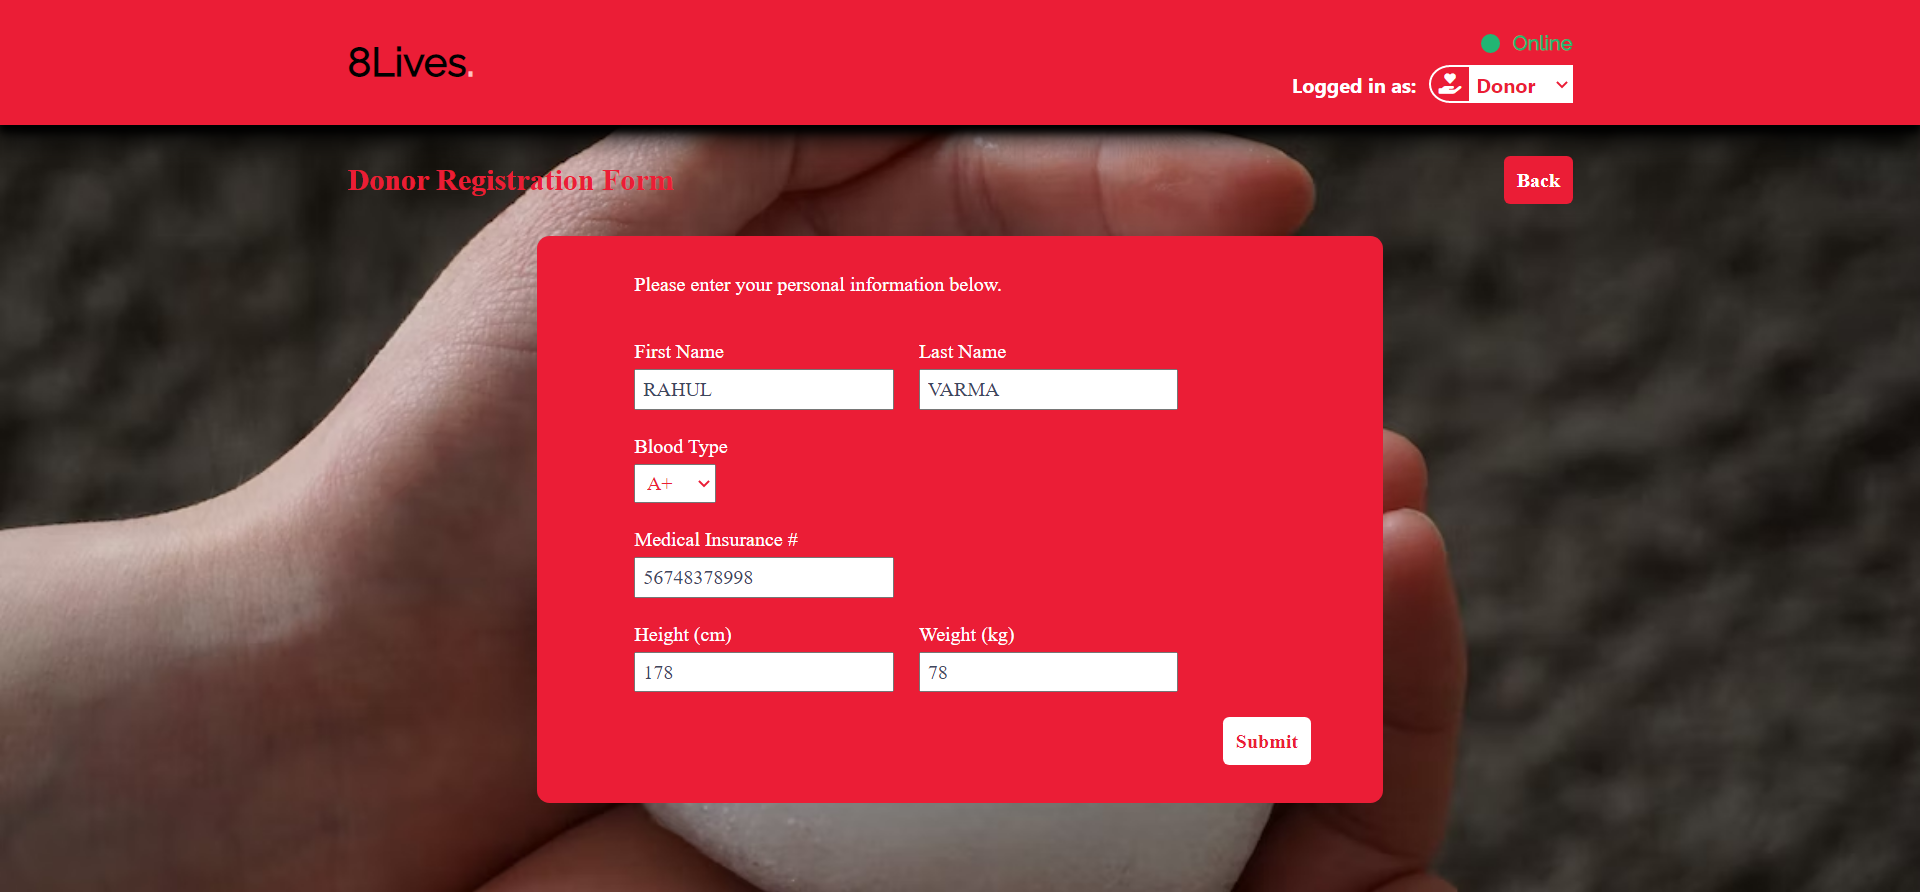 8Lives.
Online
Logged in as: Donor
Donor Registration Form
Back
Please enter your personal information below.
First Name Last Name
RAHUL VARMA
Blood Type
A+
Medical Insurance #
56748378998
Height (cm) Weight (kg)
178 78
Submit